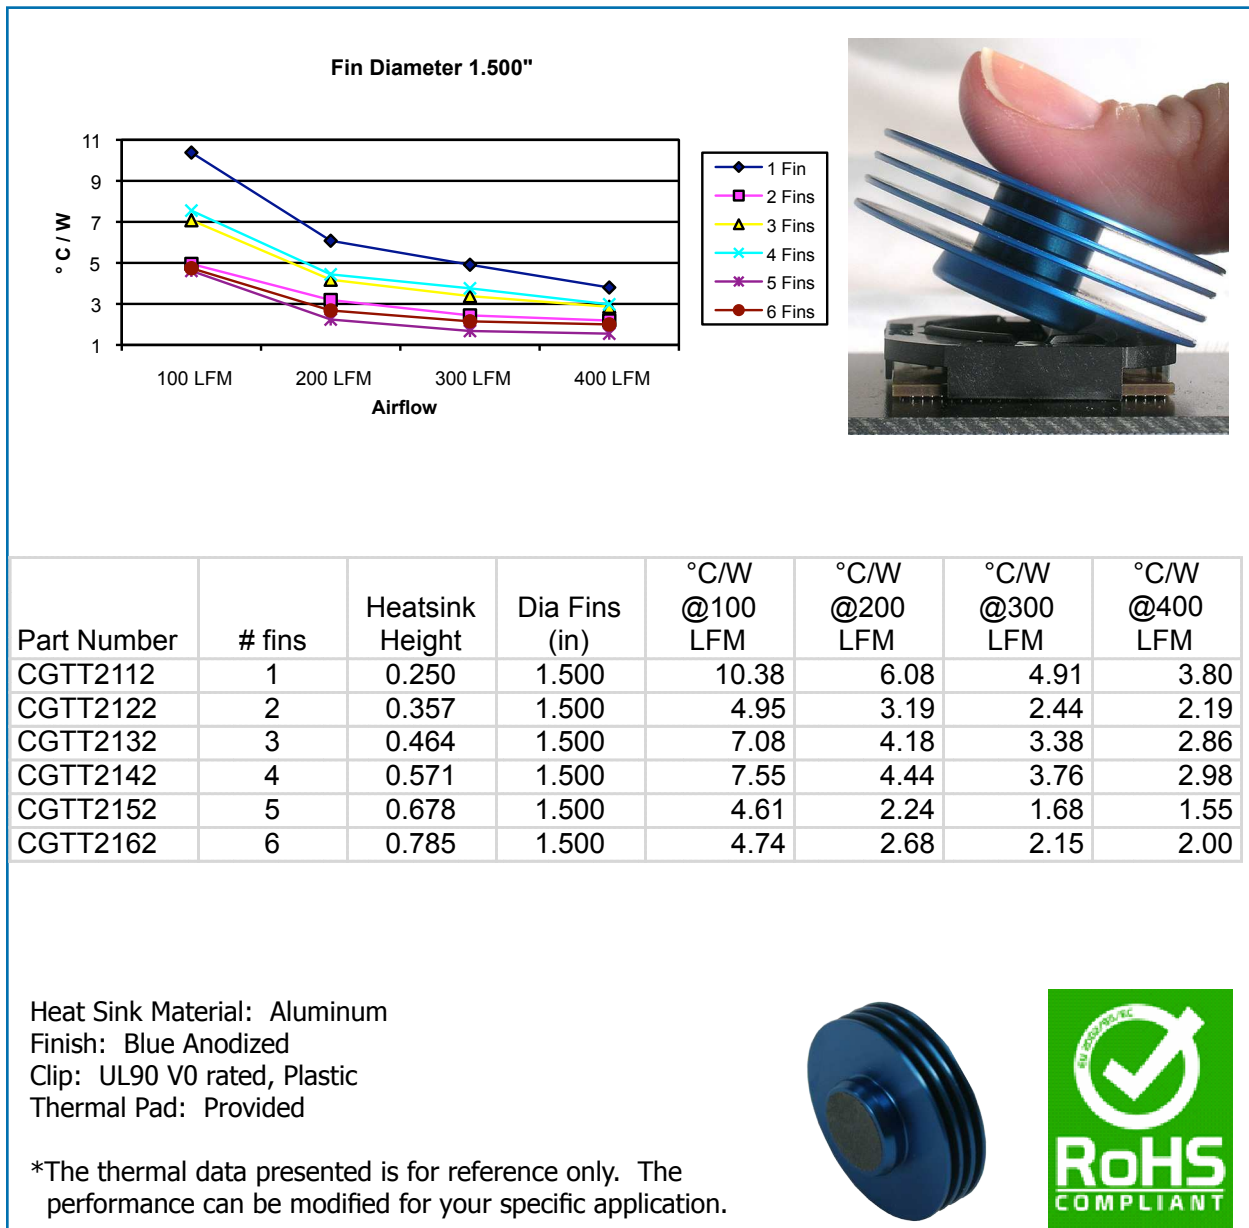 Fin Diameter 1.500"
11
9
7
5
3
1
° C / W
100 LFM 200 LFM 300 LFM 400 LFM
Airflow
1 Fin
2 Fins
3 Fins
4 Fins
5 Fins
6 Fins
Part Number # fins Heatsink Height Dia Fins (in) °C/W @100 LFM °C/W @200 LFM °C/W @300 LFM °C/W @400 LFM
CGTT2112 1 0.250 1.500 10.38 6.08 4.91 3.80
CGTT2122 2 0.357 1.500 4.95 3.19 2.44 2.19
CGTT2132 3 0.464 1.500 7.08 4.18 3.38 2.86
CGTT2142 4 0.571 1.500 7.55 4.44 3.76 2.98
CGTT2152 5 0.678 1.500 4.61 2.24 1.68 1.55
CGTT2162 6 0.785 1.500 4.74 2.68 2.15 2.00
Heat Sink Material: Aluminum
Finish: Blue Anodized
Clip: UL90 V0 rated, Plastic
Thermal Pad: Provided
*The thermal data presented is for reference only. The
performance can be modified for your specific application.
EU 2002/95/EC
RoHS
COMPLIANT